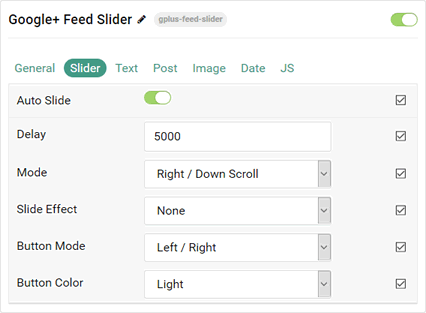 Google+ Feed Slider gplus-feed-slider
General Slider Text Post Image Date JS
Auto Slide
Delay 5000
Mode Right / Down Scroll
Slide Effect None
Button Mode Left / Right
Button Color Light